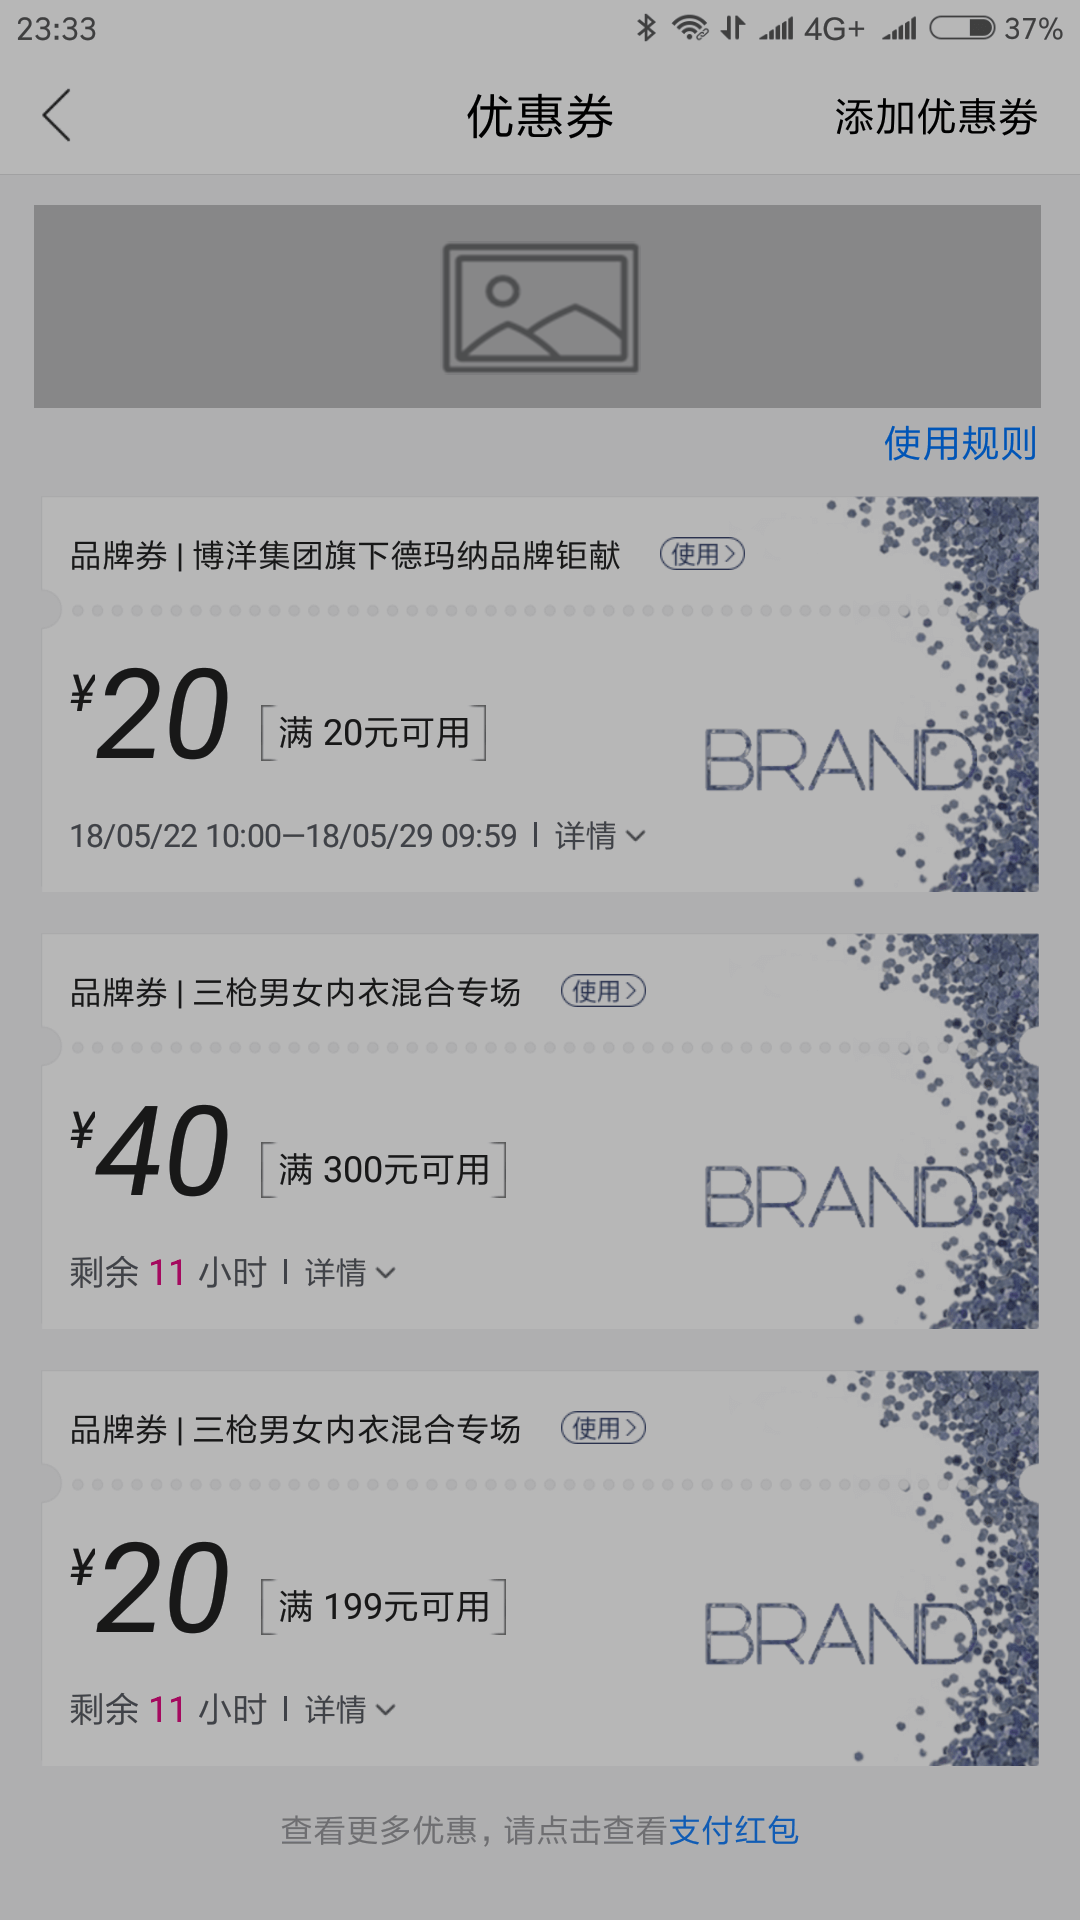 23:33 4G+ 37%
优惠券 添加优惠券
使用规则
品牌券 | 博洋集团旗下德玛纳品牌钜献 使用
¥20 满 20元可用
BRAND
18/05/22 10:00—18/05/29 09:59 | 详情
品牌券 | 三枪男女内衣混合专场 使用
¥40 满 300元可用
BRAND
剩余 11 小时 | 详情
品牌券 | 三枪男女内衣混合专场 使用
¥20 满 199元可用
BRAND
剩余 11 小时 | 详情
查看更多优惠，请点击查看支付红包